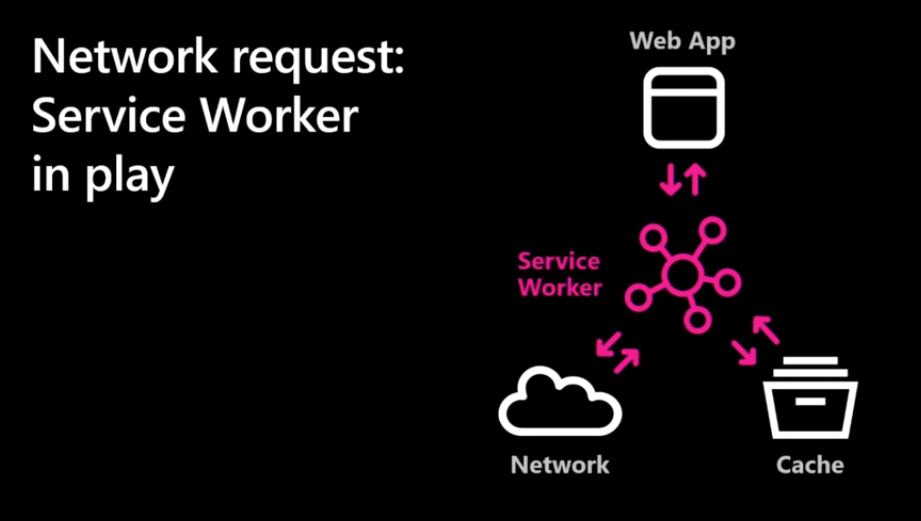 Network request:
Service Worker
in play
Web App
Service
Worker
Network
Cache